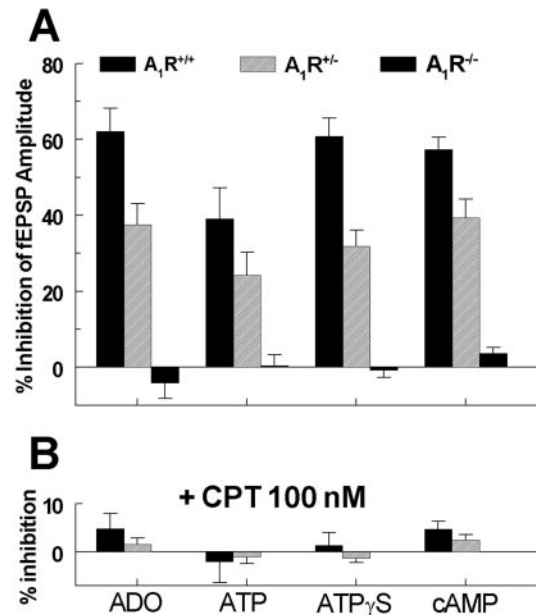 A
A₁R⁺/⁺ A₁R⁺/⁻ A₁R⁻/⁻
% Inhibition of fEPSP Amplitude
80
60
40
20
0
B
+ CPT 100 nM
% inhibition
10
0
ADO ATP ATPγS cAMP